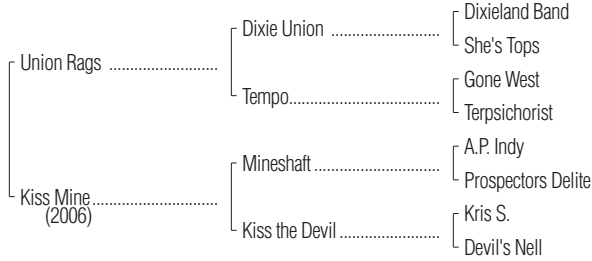 Dixieland Band
Dixie Union ..........................
She's Tops
Union Rags ..........................
Gone West
Tempo....................................
Terpsichorist
A.P. Indy
Mineshaft ..............................
Prospectors Delite
Kiss Mine..............................
(2006)
Kris S.
Kiss the Devil ........................
Devil's Nell